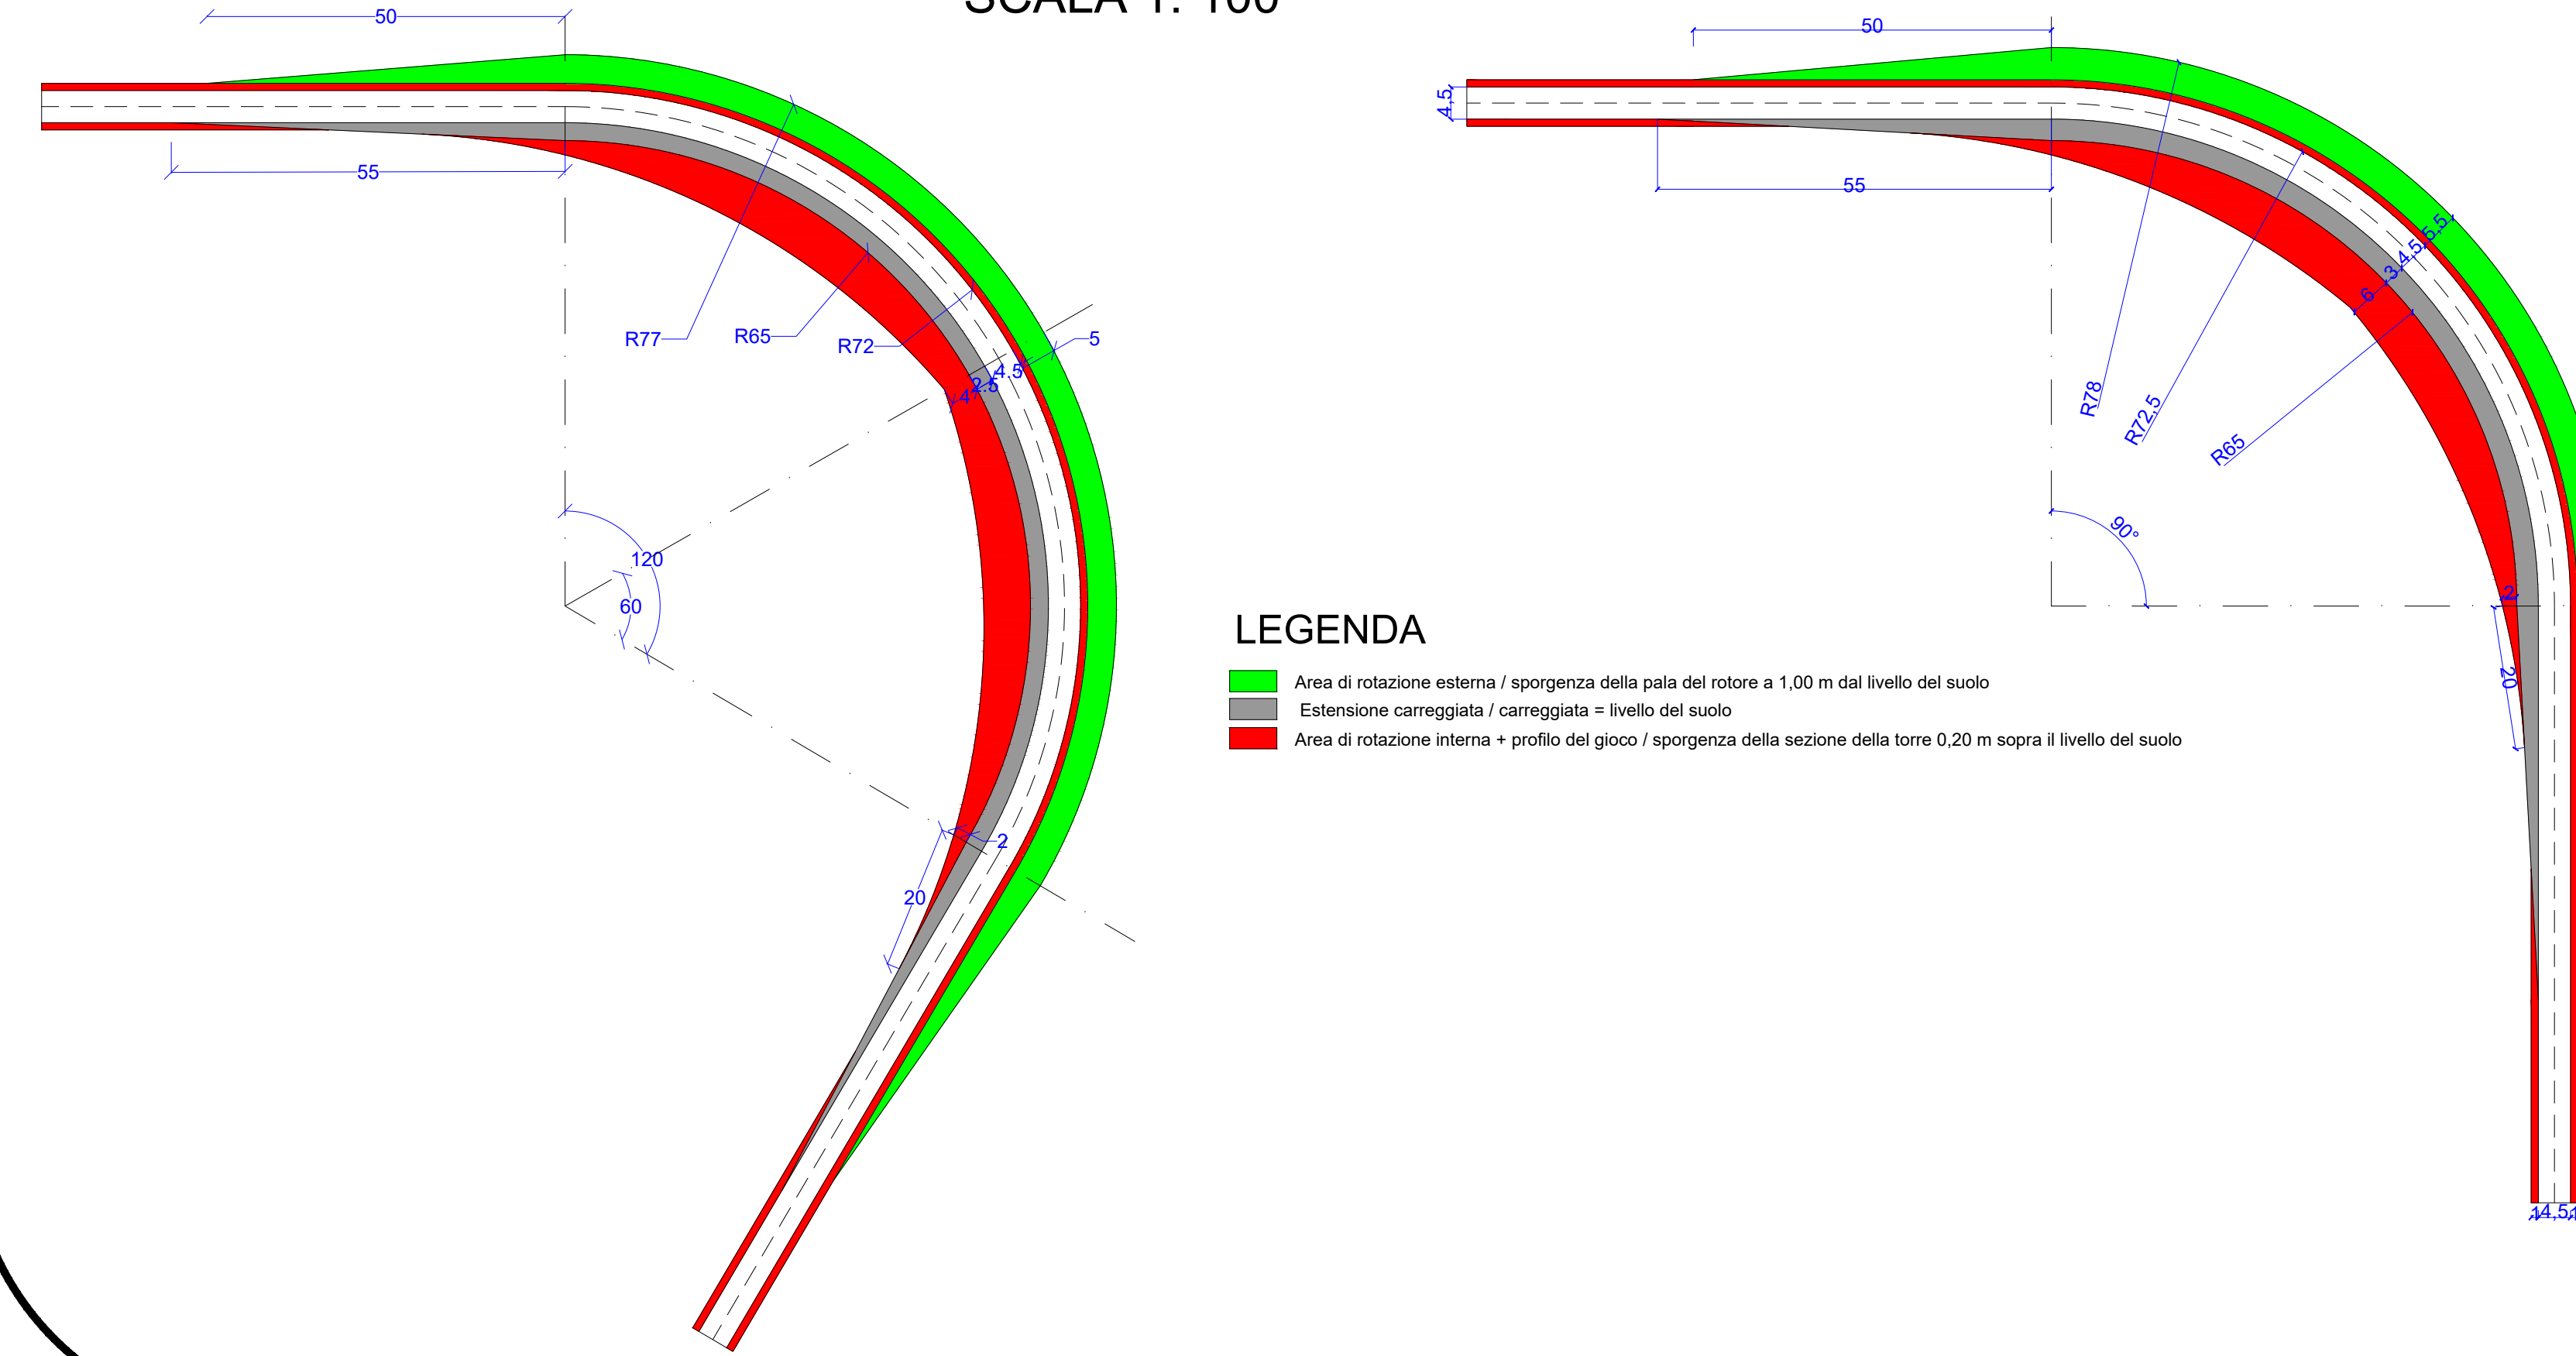 SCALA 1: 100
50
55
R77
R65
R72
5
4.5
2.5
4
120
60
2
20
50
4,5
55
R78
R72,5
R65
6
3
4,5
5,5
90°
2
20
1
4,5
1
LEGENDA
Area di rotazione esterna / sporgenza della pala del rotore a 1,00 m dal livello del suolo
Estensione carreggiata / carreggiata = livello del suolo
Area di rotazione interna + profilo del gioco / sporgenza della sezione della torre 0,20 m sopra il livello del suolo